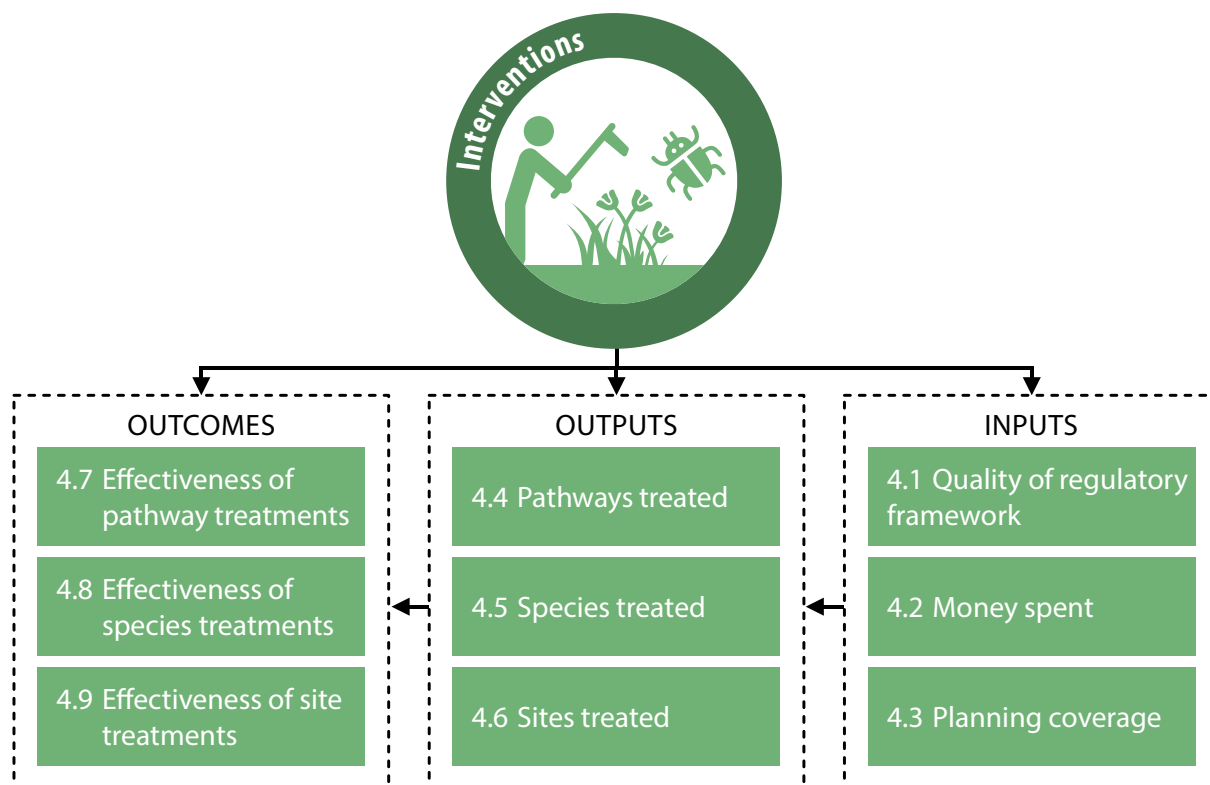 Interventions
OUTCOMES
4.7 Effectiveness of
pathway treatments
4.8 Effectiveness of
species treatments
4.9 Effectiveness of site
treatments
OUTPUTS
4.4 Pathways treated
4.5 Species treated
4.6 Sites treated
INPUTS
4.1 Quality of regulatory
framework
4.2 Money spent
4.3 Planning coverage